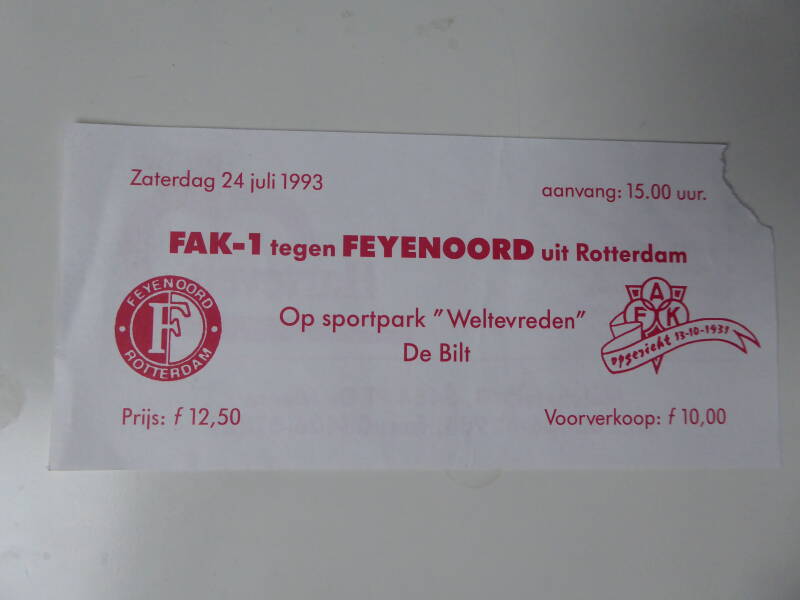 Zaterdag 24 juli 1993
aanvang: 15.00 uur.
FAK-1 tegen FEYENOORD uit Rotterdam
FEYENOORD
F
ROTTERDAM
Op sportpark "Weltevreden"
De Bilt
A
F K
opgericht 13-10-1931
Prijs: f 12,50
Voorverkoop: f 10,00